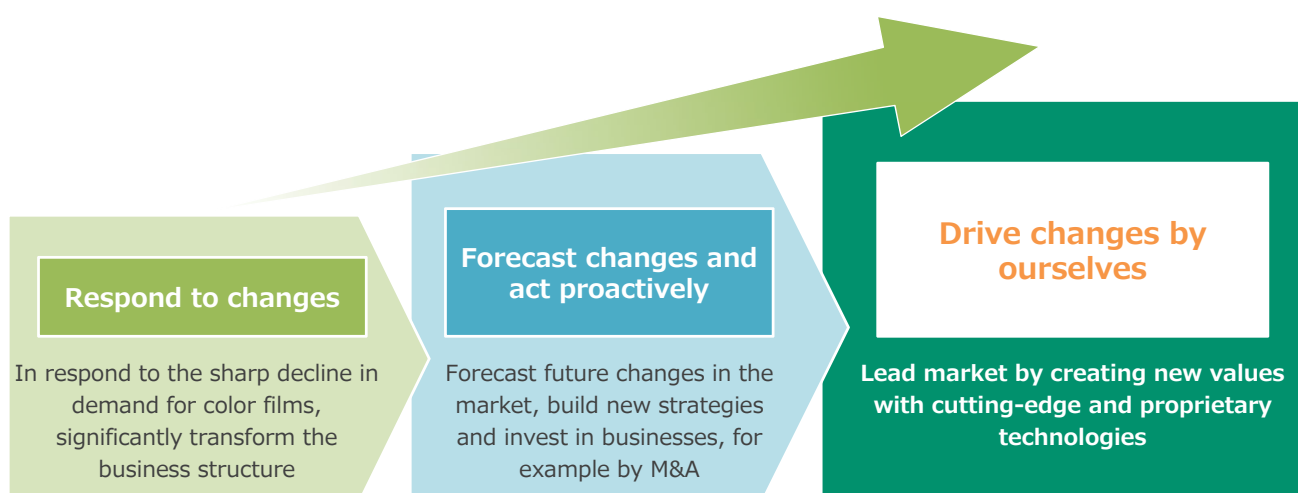 Respond to changes
In respond to the sharp decline in
demand for color films,
significantly transform the
business structure
Forecast changes and
act proactively
Forecast future changes in the
market, build new strategies
and invest in businesses, for
example by M&A
Drive changes by
ourselves
Lead market by creating new values
with cutting-edge and proprietary
technologies